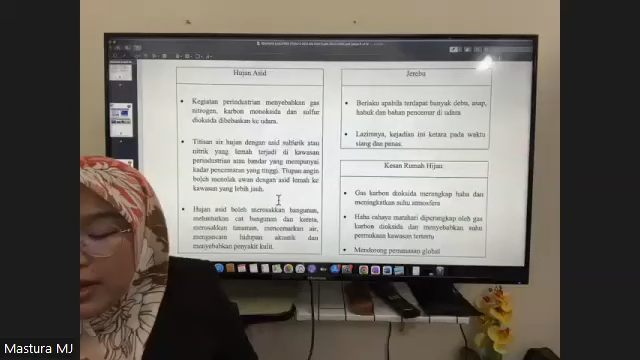 Hujan Asid
Kegiatan perindustrian menyebabkan gas
nitrogen, karbon monoksida dan sulfur
dioksida dibebaskan ke udara.
Titisan air hujan dengan asid sulfurik atau
nitrik yang lemah terjadi di kawasan
perindustrian atau bandar yang mempunyai
kadar pencemaran yang tinggi. Tiupan angin
boleh menolak awan dengan asid lemah ke
kawasan yang lebih jauh.
Hujan asid boleh merosakkan bangunan,
melunturkan cat bangunan dan kereta,
merosakkan tanaman, mencemarkan air,
mengancam hidupan akuatik dan
menyebabkan penyakit kulit.
Jerebu
Berlaku apabila terdapat banyak debu, asap,
habuk dan bahan pencemar di udara
Lazimnya, kejadian ini ketara pada waktu
siang dan panas.
Kesan Rumah Hijau
Gas karbon dioksida merangkap haba dan
meningkatkan suhu atmosfera
Haba cahaya matahari diperangkap oleh gas
karbon dioksida dan menyebabkan suhu
permukaan kawasan tertentu
Mendorong pemanasan global
Mastura MJ